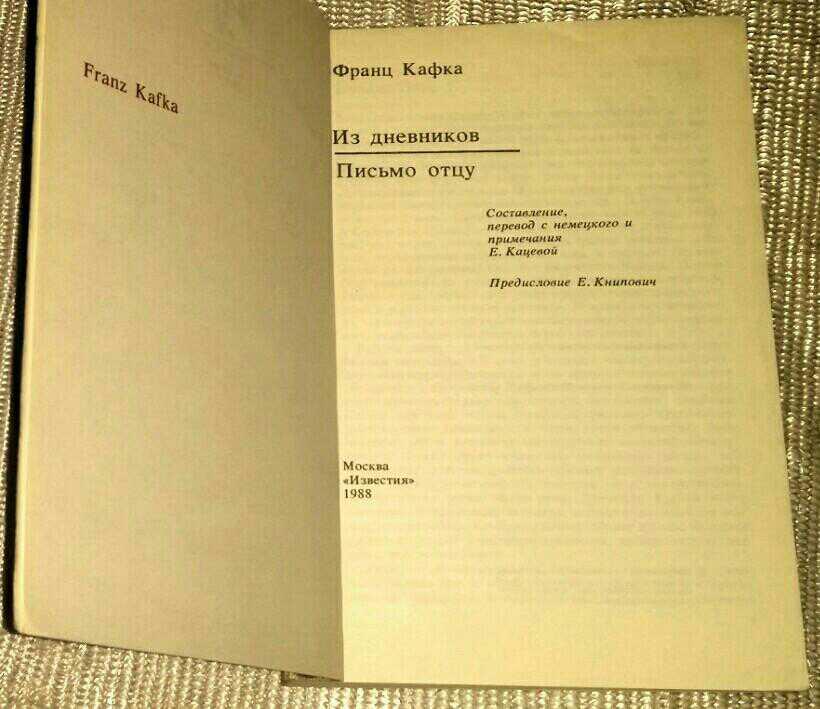 Franz Kafka
Франц Кафка
Из дневников
Письмо отцу
Составление,
перевод с немецкого и
примечания
Е. Кацевой
Предисловие Е. Книпович
Москва
«Известия»
1988